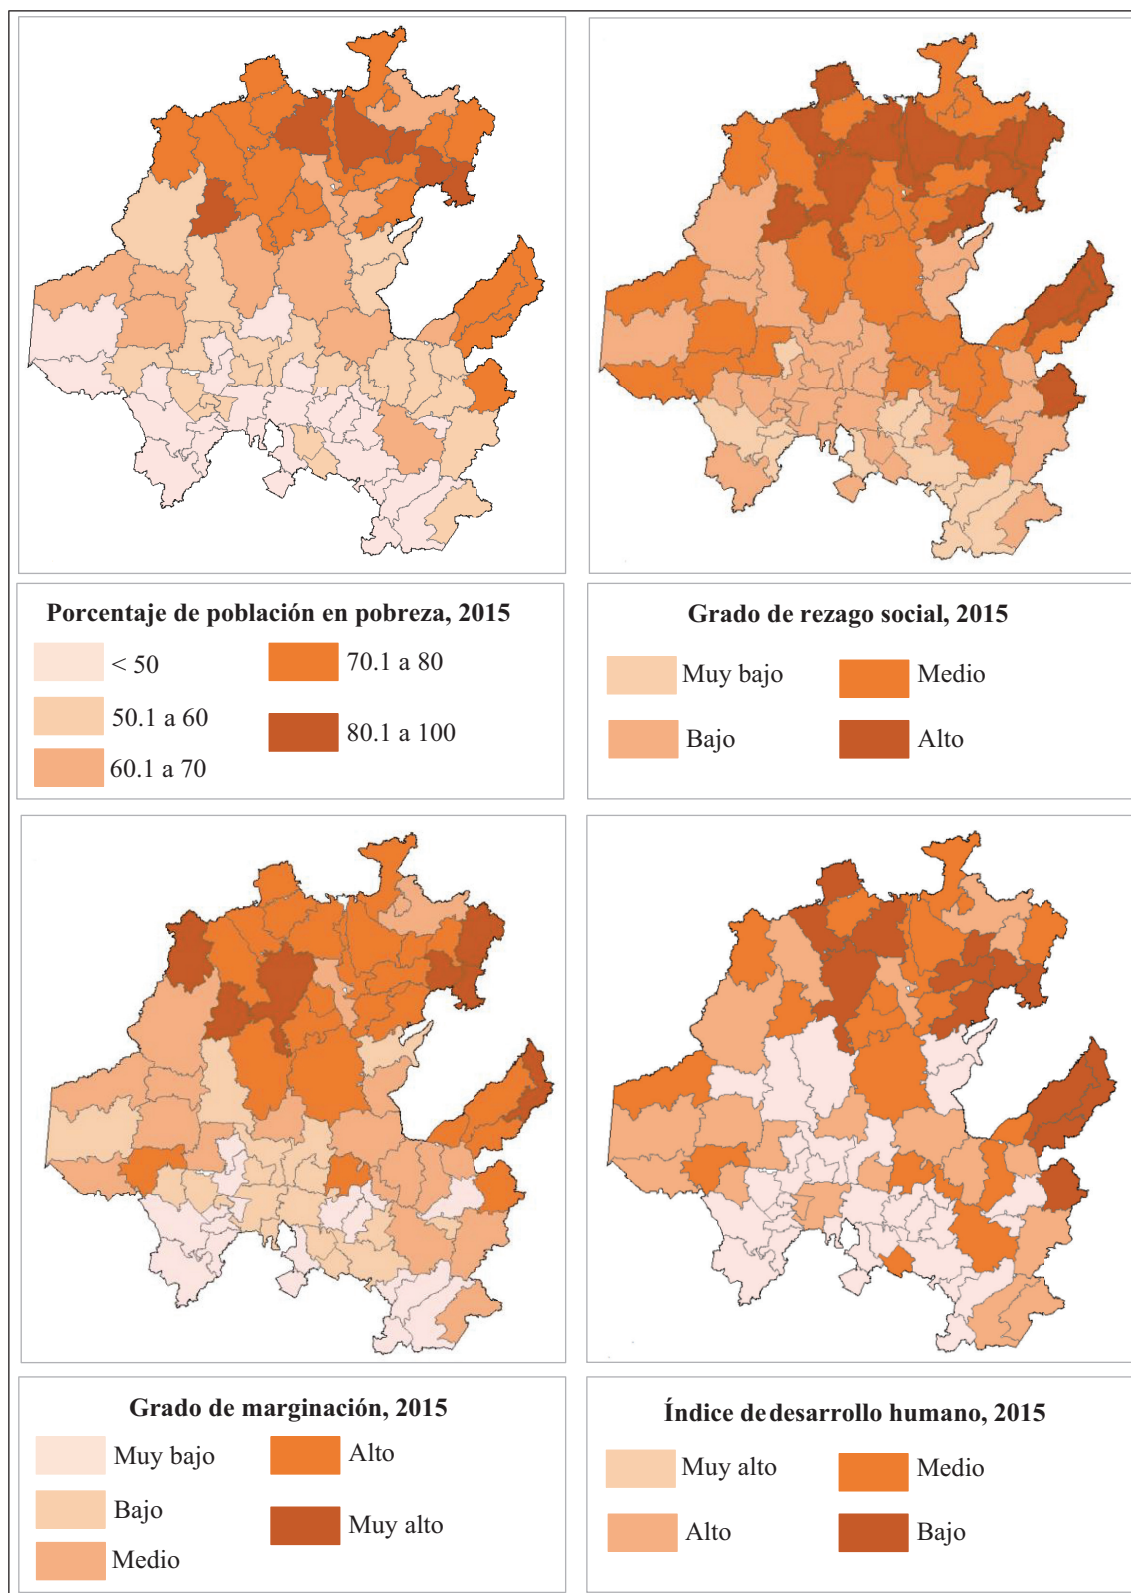 Porcentaje de población en pobreza, 2015
< 50
70.1 a 80
50.1 a 60
80.1 a 100
60.1 a 70
Grado de rezago social, 2015
Muy bajo
Medio
Bajo
Alto
Grado de marginación, 2015
Muy bajo
Alto
Bajo
Muy alto
Medio
Índice de desarrollo humano, 2015
Muy alto
Medio
Alto
Bajo